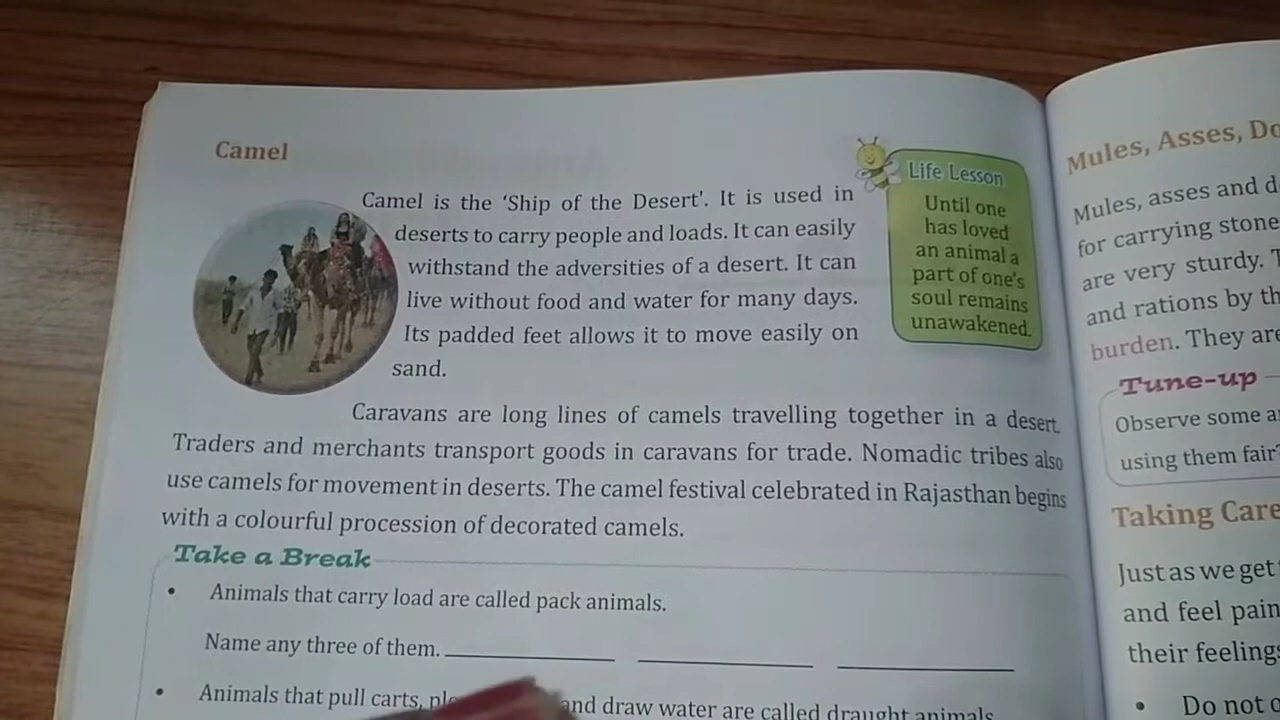 Camel
Camel is the 'Ship of the Desert'. It is used in
deserts to carry people and loads. It can easily
withstand the adversities of a desert. It can
live without food and water for many days.
Its padded feet allows it to move easily on
sand.
Life Lesson
Until one
has loved
an animal a
part of one's
soul remains
unawakened.
Caravans are long lines of camels travelling together in a desert.
Traders and merchants transport goods in caravans for trade. Nomadic tribes also
use camels for movement in deserts. The camel festival celebrated in Rajasthan begins
with a colourful procession of decorated camels.
Take a Break
• Animals that carry load are called pack animals.
Name any three of them.
• Animals that pull carts, and draw water are called draught animals
Mules, Asses,
Mules, asses and
for carrying stone
are very sturdy.
and rations by
burden. They are
Tune-up
Observe some
using them
Taking Care
Just as we get
and feel
their feelings
• Do not